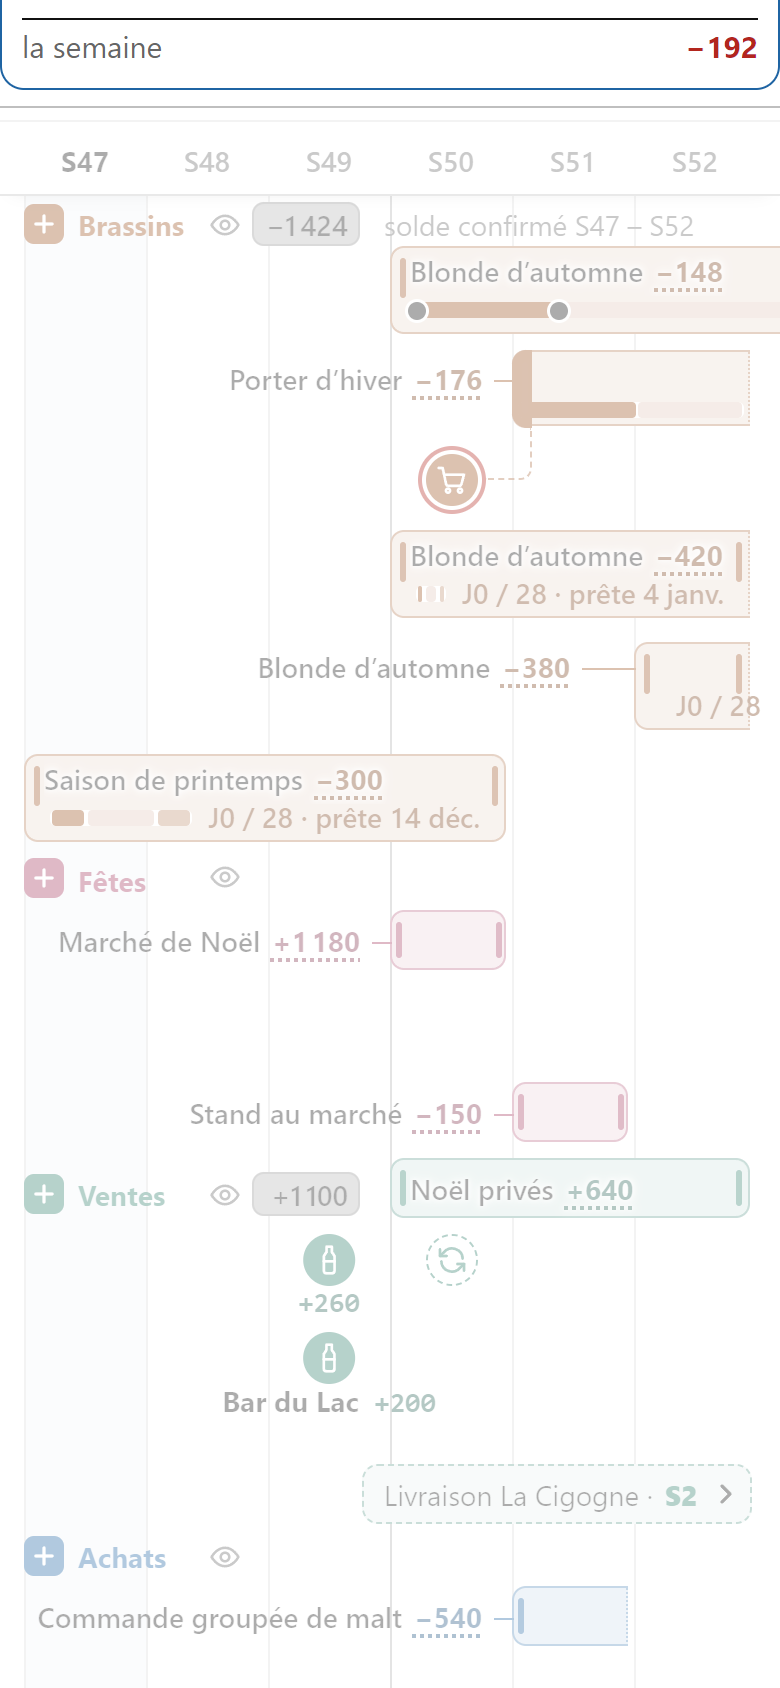 la semaine −192
S47 S48 S49 S50 S51 S52
Brassins −1424 solde confirmé S47 – S52
Blonde d’automne −148
Porter d’hiver −176
Blonde d’automne −420
J0 / 28 · prête 4 janv.
Blonde d’automne −380
J0 / 28
Saison de printemps −300
J0 / 28 · prête 14 déc.
Fêtes
Marché de Noël +1 180
Stand au marché −150
Ventes +1100 Noël privés +640
+260
Bar du Lac +200
Livraison La Cigogne · S2
Achats
Commande groupée de malt −540